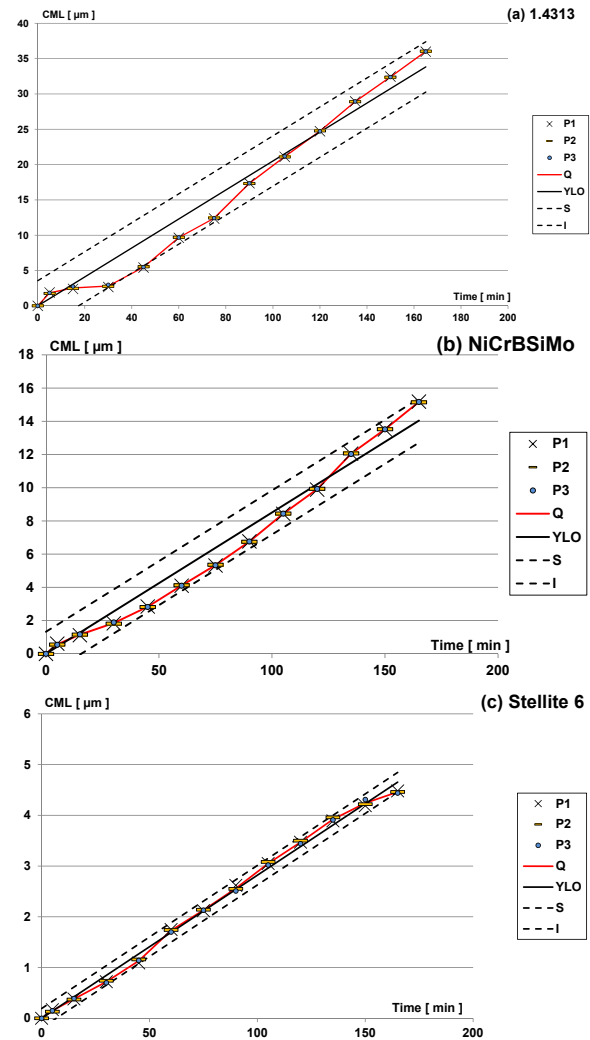 CML [ µm ]
(a) 1.4313
40
35
30
25
20
15
10
5
0
0 20 40 60 80 100 120 140 160 180 200
Time [ min ]
P1
P2
P3
Q
YLO
S
I
CML [ µm ]
(b) NiCrBSiMo
18
16
14
12
10
8
6
4
2
0
0 50 100 150 200
Time [ min ]
P1
P2
P3
Q
YLO
S
I
CML [ µm ]
(c) Stellite 6
6
5
4
3
2
1
0
0 50 100 150 200
Time [ min ]
P1
P2
P3
Q
YLO
S
I